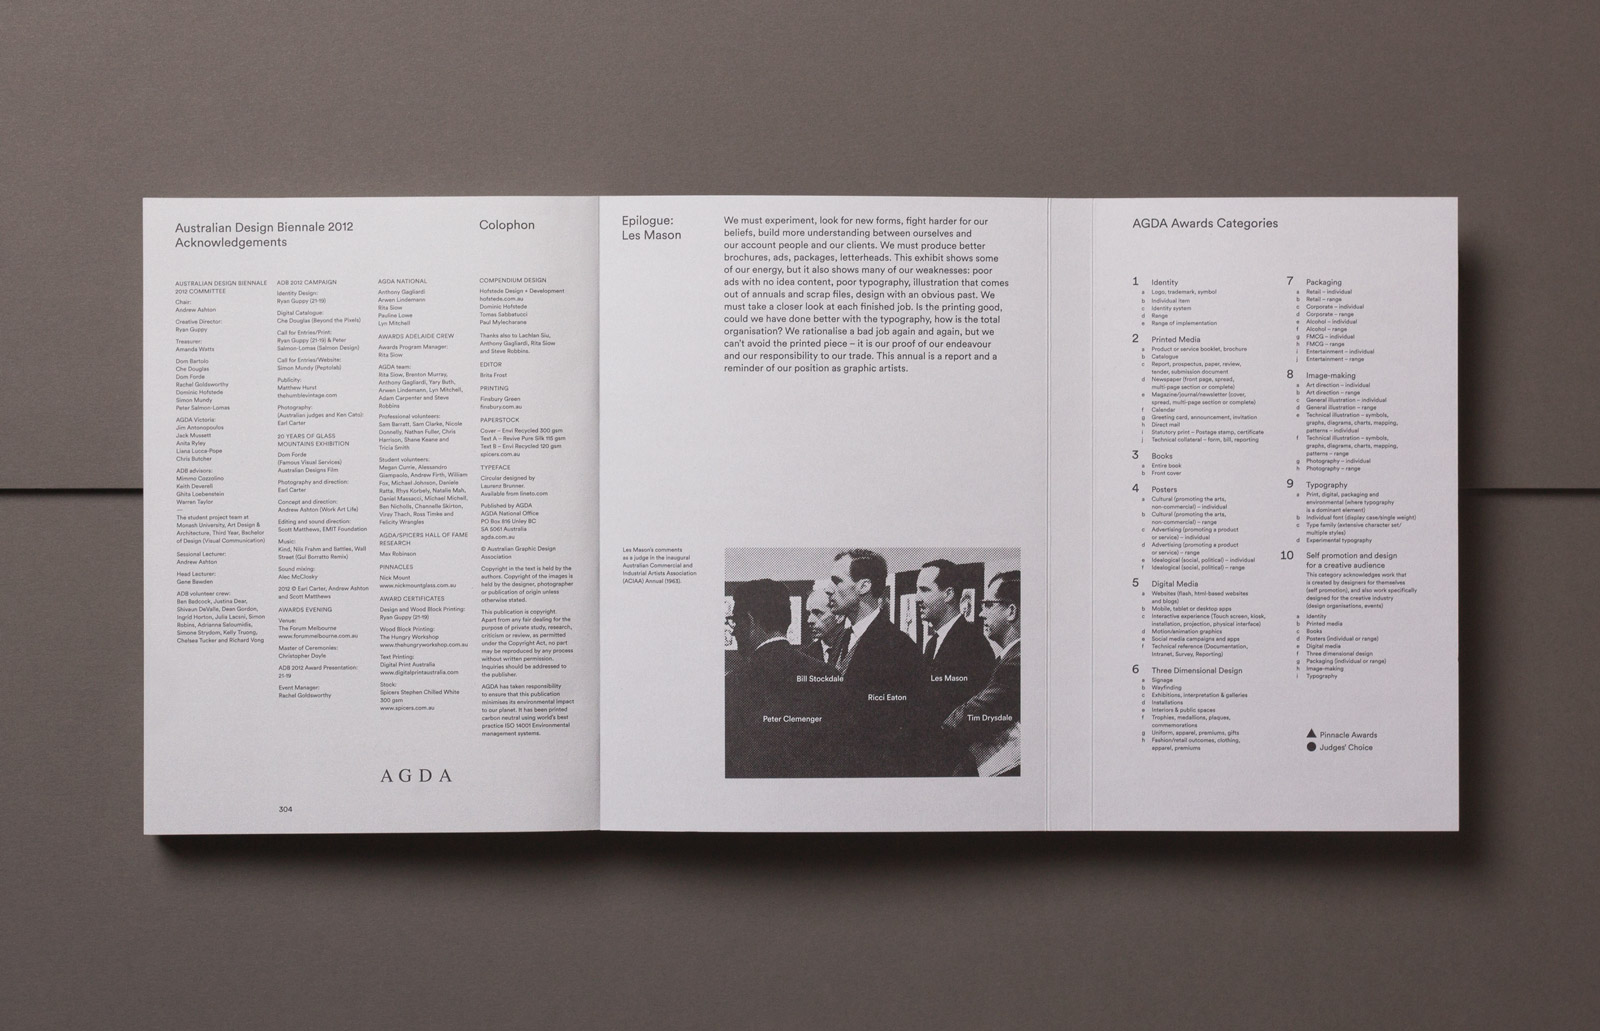 Australian Design Biennale 2012
Acknowledgements
AUSTRALIAN DESIGN BIENNALE
2012 COMMITTEE
Chair:
Andrew Ashton
Creative Director:
Ryan Guppy
Treasurer:
Amanda Watts
Dom Bartolo
Che Douglas
Dom Forde
Rachel Goldsworthy
Dominic Hofstede
Simon Mundy
Peter Salmon-Lomas
AGDA Victoria:
Jim Antonopoulos
Jack Mussett
Anita Ryley
Liana Lucca-Pope
Chris Butcher
ADB advisors:
Mimmo Cozzolino
Keith Deverell
Ghita Loebenstein
Warren Taylor
—
The student project team at
Monash University, Art Design &
Architecture, Third Year, Bachelor
of Design (Visual Communication)
Sessional Lecturer:
Andrew Ashton
Head Lecturer:
Gene Bawden
ADB volunteer crew:
Ben Badcock, Justina Dear,
Shivaun DeValle, Dean Gordon,
Ingrid Horton, Julia Lacsni, Simon
Robins, Adrianna Saloumidis,
Simone Strydom, Kelly Truong,
Chelsea Tucker and Richard Vong
ADB 2012 CAMPAIGN
Identity Design:
Ryan Guppy (21-19)
Digital Catalogue:
Che Douglas (Beyond the Pixels)
Call for Entries/Print:
Ryan Guppy (21-19) & Peter
Salmon-Lomas (Salmon Design)
Call for Entries/Website:
Simon Mundy (Peptolab)
Publicity:
Matthew Hurst
thehumblevintage.com
Photography:
(Australian judges and Ken Cato):
Earl Carter
20 YEARS OF GLASS
MOUNTAINS EXHIBITION
Dom Forde
(Famous Visual Services)
Australian Designs Film
Photography and direction:
Earl Carter
Concept and direction:
Andrew Ashton (Work Art Life)
Editing and sound direction:
Scott Matthews, EMIT Foundation
Music:
Kind, Nils Frahm and Battles, Wall
Street (Gui Borratto Remix)
Sound mixing:
Alec McClosky
2012 © Earl Carter, Andrew Ashton
and Scott Matthews
AWARDS EVENING
Venue:
The Forum Melbourne
www.forummelbourne.com.au
Master of Ceremonies:
Christopher Doyle
ADB 2012 Award Presentation:
21-19
Event Manager:
Rachel Goldsworthy
AGDA NATIONAL
Anthony Gagliardi
Arwen Lindemann
Rita Siow
Pauline Lowe
Lyn Mitchell
AWARDS ADELAIDE CREW
Awards Program Manager:
Rita Siow
AGDA team:
Rita Siow, Brenton Murray,
Anthony Gagliardi, Yary Buth,
Arwen Lindemann, Lyn Mitchell,
Adam Carpenter and Steve
Robbins
Professional volunteers:
Sam Barratt, Sam Clarke, Nicole
Donnelly, Nathan Fuller, Chris
Harrison, Shane Keane and
Tricia Smith
Student volunteers:
Megan Currie, Alessandro
Giampaolo, Andrew Firth, William
Fox, Michael Johnson, Daniele
Ratta, Rhys Korbely, Natalie Mah,
Daniel Massacci, Michael Michell,
Ben Nicholls, Channelle Skirton,
Viray Thach, Ross Timke and
Felicity Wrangles
AGDA/SPICERS HALL OF FAME
RESEARCH
Max Robinson
PINNACLES
Nick Mount
www.nickmountglass.com.au
AWARD CERTIFICATES
Design and Wood Block Printing:
Ryan Guppy (21-19)
Wood Block Printing:
The Hungry Workshop
www.thehungryworkshop.com.au
Text Printing:
Digital Print Australia
www.digitalprintaustralia.com
Stock:
Spicers Stephen Chilled White
300 gsm
www.spicers.com.au
Colophon
COMPENDIUM DESIGN
Hofstede Design + Development
hofstede.com.au
Dominic Hofstede
Tomas Sabbatucci
Paul Mylecharane
Thanks also to Lachlan Siu,
Anthony Gagliardi, Rita Siow
and Steve Robbins.
EDITOR
Brita Frost
PRINTING
Finsbury Green
finsbury.com.au
PAPERSTOCK
Cover – Envi Recycled 300 gsm
Text A – Revive Pure Silk 115 gsm
Text B – Envi Recycled 120 gsm
spicers.com.au
TYPEFACE
Circular designed by
Laurenz Brunner.
Available from lineto.com
Published by AGDA
AGDA National Office
PO Box 816 Unley BC
SA 5061 Australia
agda.com.au
© Australian Graphic Design
Association
Copyright in the text is held by the
authors. Copyright of the images is
held by the designer, photographer
or publication of origin unless
otherwise stated.
This publication is copyright.
Apart from any fair dealing for the
purpose of private study, research,
criticism or review, as permitted
under the Copyright Act, no part
may be reproduced by any process
without written permission.
Inquiries should be addressed to
the publisher.
AGDA has taken responsibility
to ensure that this publication
minimises its environmental impact
to our planet. It has been printed
carbon neutral using world's best
practice ISO 14001 Environmental
management systems.
AGDA
304
Epilogue:
Les Mason
We must experiment, look for new forms, fight harder for our
beliefs, build more understanding between ourselves and
our account people and our clients. We must produce better
brochures, ads, packages, letterheads. This exhibit shows some
of our energy, but it also shows many of our weaknesses: poor
ads with no idea content, poor typography, illustration that comes
out of annuals and scrap files, design with an obvious past. We
must take a closer look at each finished job. Is the printing good,
could we have done better with the typography, how is the total
organisation? We rationalise a bad job again and again, but we
can't avoid the printed piece – it is our proof of our endeavour
and our responsibility to our trade. This annual is a report and a
reminder of our position as graphic artists.
Les Mason's comments
as a judge in the inaugural
Australian Commercial and
Industrial Artists Association
(ACIAA) Annual (1963).
Bill Stockdale
Les Mason
Ricci Eaton
Peter Clemenger
Tim Drysdale
AGDA Awards Categories
1 Identity
a Logo, trademark, symbol
b Individual item
c Identity system
d Range
e Range of implementation
2 Printed Media
a Product or service booklet, brochure
b Catalogue
c Report, prospectus, paper, review,
tender, submission document
d Newspaper (front page, spread,
multi-page section or complete)
e Magazine/journal/newsletter (cover,
spread, multi-page section or complete)
f Calendar
g Greeting card, announcement, invitation
h Direct mail
i Statutory print – Postage stamp, certificate
j Technical collateral – form, bill, reporting
3 Books
a Entire book
b Front cover
4 Posters
a Cultural (promoting the arts,
non-commercial) – individual
b Cultural (promoting the arts,
non-commercial) – range
c Advertising (promoting a product
or service) – individual
d Advertising (promoting a product
or service) – range
e Idealogical (social, political) – individual
f Idealogical (social, political) – range
5 Digital Media
a Websites (flash, html-based websites
and blogs)
b Mobile, tablet or desktop apps
c Interactive experience (Touch screen, kiosk,
installation, projection, physical interface)
d Motion/animation graphics
e Social media campaigns and apps
f Technical reference (Documentation,
Intranet, Survey, Reporting)
6 Three Dimensional Design
a Signage
b Wayfinding
c Exhibitions, interpretation & galleries
d Installations
e Interiors & public spaces
f Trophies, medallions, plaques,
commemorations
g Uniform, apparel, premiums, gifts
h Fashion/retail outcomes, clothing,
apparel, premiums
7 Packaging
a Retail – individual
b Retail – range
c Corporate – individual
d Corporate – range
e Alcohol – individual
f Alcohol – range
g FMCG – individual
h FMCG – range
i Entertainment – individual
j Entertainment – range
8 Image-making
a Art direction – individual
b Art direction – range
c General illustration – individual
d General illustration – range
e Technical illustration – symbols,
graphs, diagrams, charts, mapping,
patterns – individual
f Technical illustration – symbols,
graphs, diagrams, charts, mapping,
patterns – range
g Photography – individual
h Photography – range
9 Typography
a Print, digital, packaging and
environmental (where typography
is a dominant element)
b Individual font (display case/single weight)
c Type family (extensive character set/
multiple styles)
d Experimental typography
10 Self promotion and design
for a creative audience
This category acknowledges work that
is created by designers for themselves
(self promotion), and also work specifically
designed for the creative industry
(design organisations, events)
a Identity
b Printed media
c Books
d Posters (individual or range)
e Digital media
f Three dimensional design
g Packaging (individual or range)
h Image-making
i Typography
Pinnacle Awards
Judges' Choice